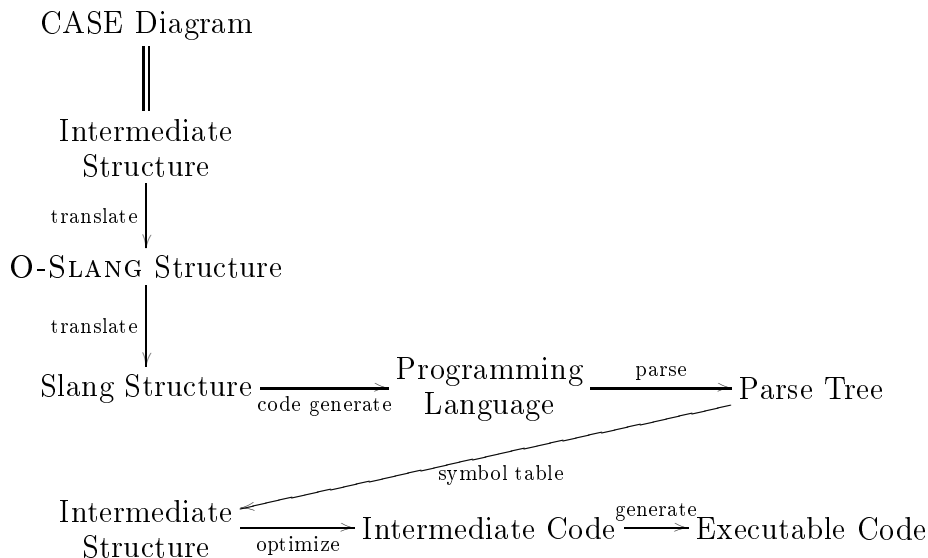 CASE Diagram
Intermediate
Structure
translate
O-SLANG Structure
translate
Slang Structure
code generate
Programming
Language
parse
Parse Tree
symbol table
Intermediate
Structure
optimize
Intermediate Code
generate
Executable Code